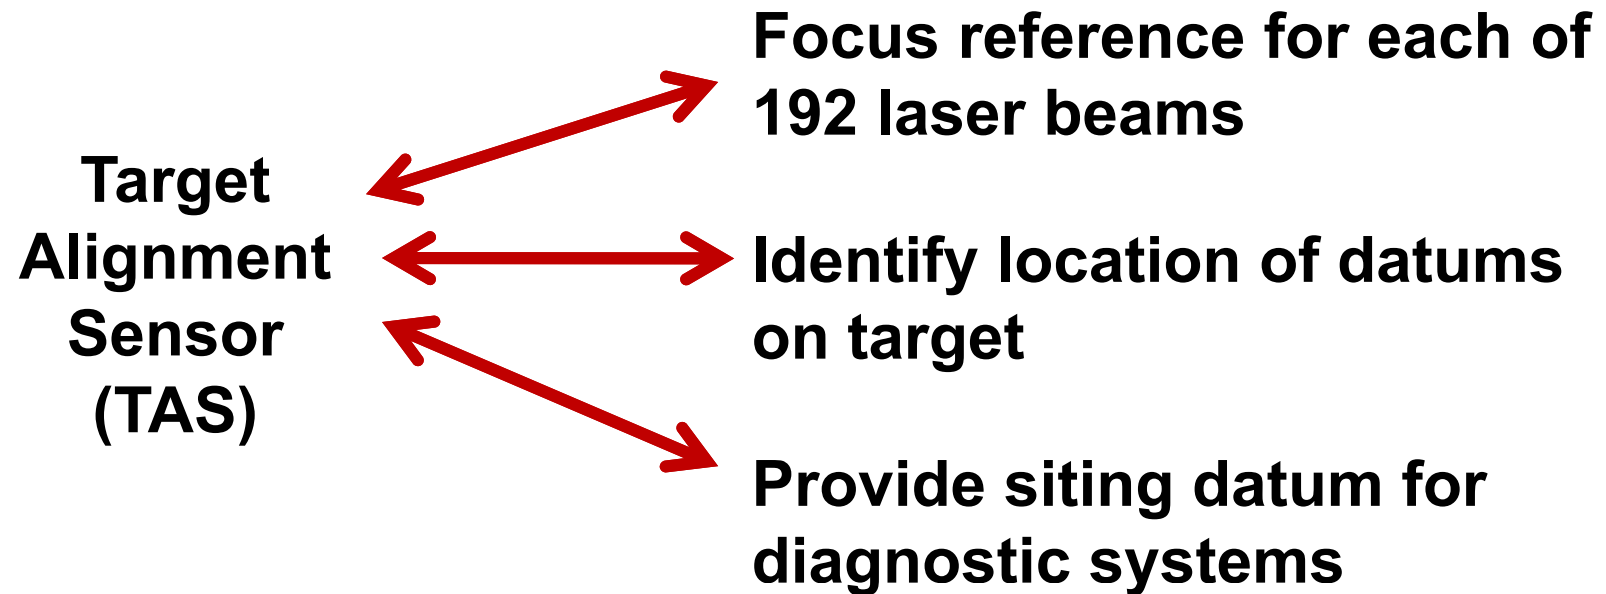 Target
Alignment
Sensor
(TAS)
Focus reference for each of
192 laser beams
Identify location of datums
on target
Provide siting datum for
diagnostic systems